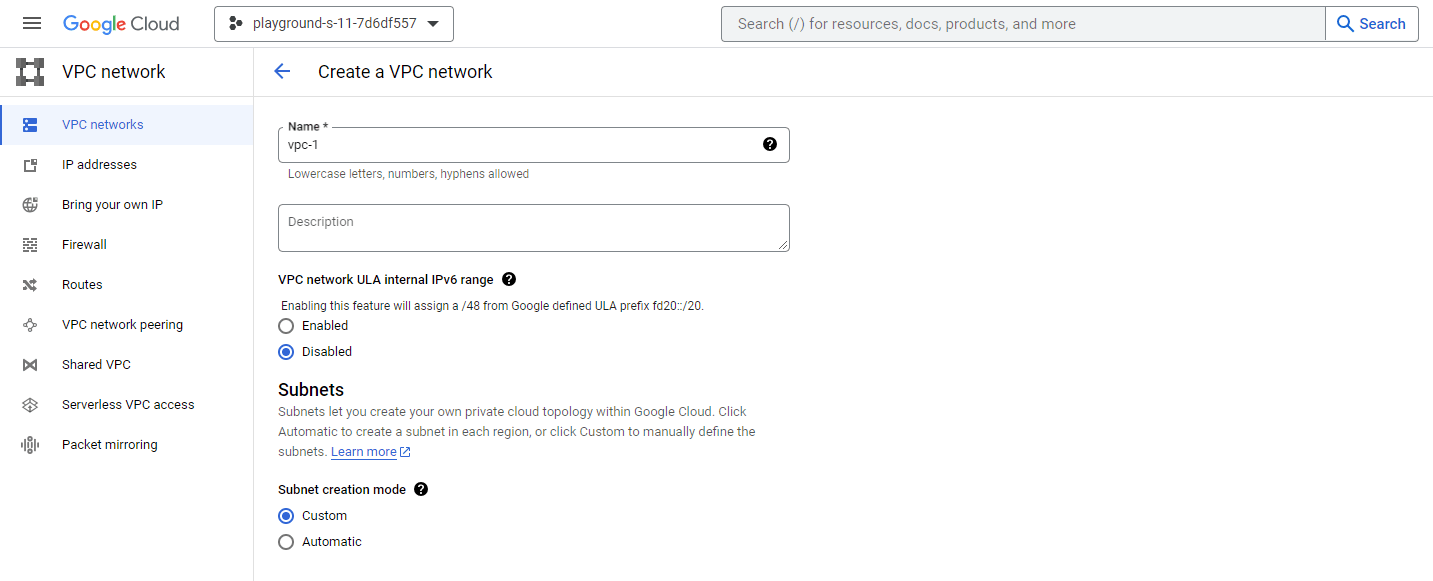 Google Cloud
playground-s-11-7d6df557
Search (/) for resources, docs, products, and more
Search
VPC network
Create a VPC network
VPC networks
IP addresses
Bring your own IP
Firewall
Routes
VPC network peering
Shared VPC
Serverless VPC access
Packet mirroring
Name *
vpc-1
Lowercase letters, numbers, hyphens allowed
Description
VPC network ULA internal IPv6 range
Enabling this feature will assign a /48 from Google defined ULA prefix fd20::/20.
Enabled
Disabled
Subnets
Subnets let you create your own private cloud topology within Google Cloud. Click
Automatic to create a subnet in each region, or click Custom to manually define the
subnets. Learn more
Subnet creation mode
Custom
Automatic